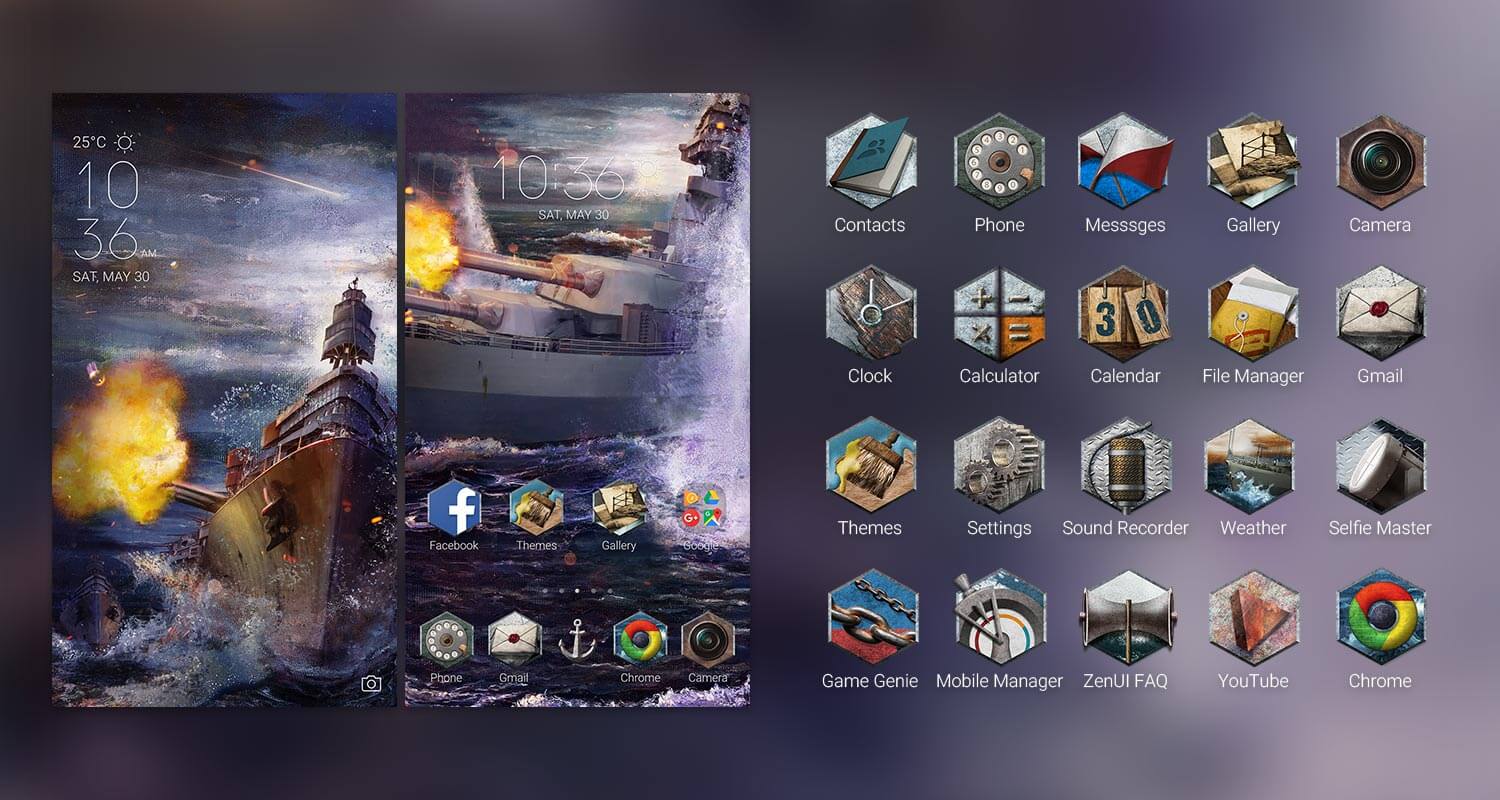 25°C
10
36 AM
SAT, MAY 30
10:36
SAT, MAY 30
Facebook Themes Gallery Google
Phone Gmail Chrome Camera
Contacts Phone Messsges Gallery Camera
3 0
Clock Calculator Calendar File Manager Gmail
Themes Settings Sound Recorder Weather Selfie Master
Game Genie Mobile Manager ZenUI FAQ YouTube Chrome